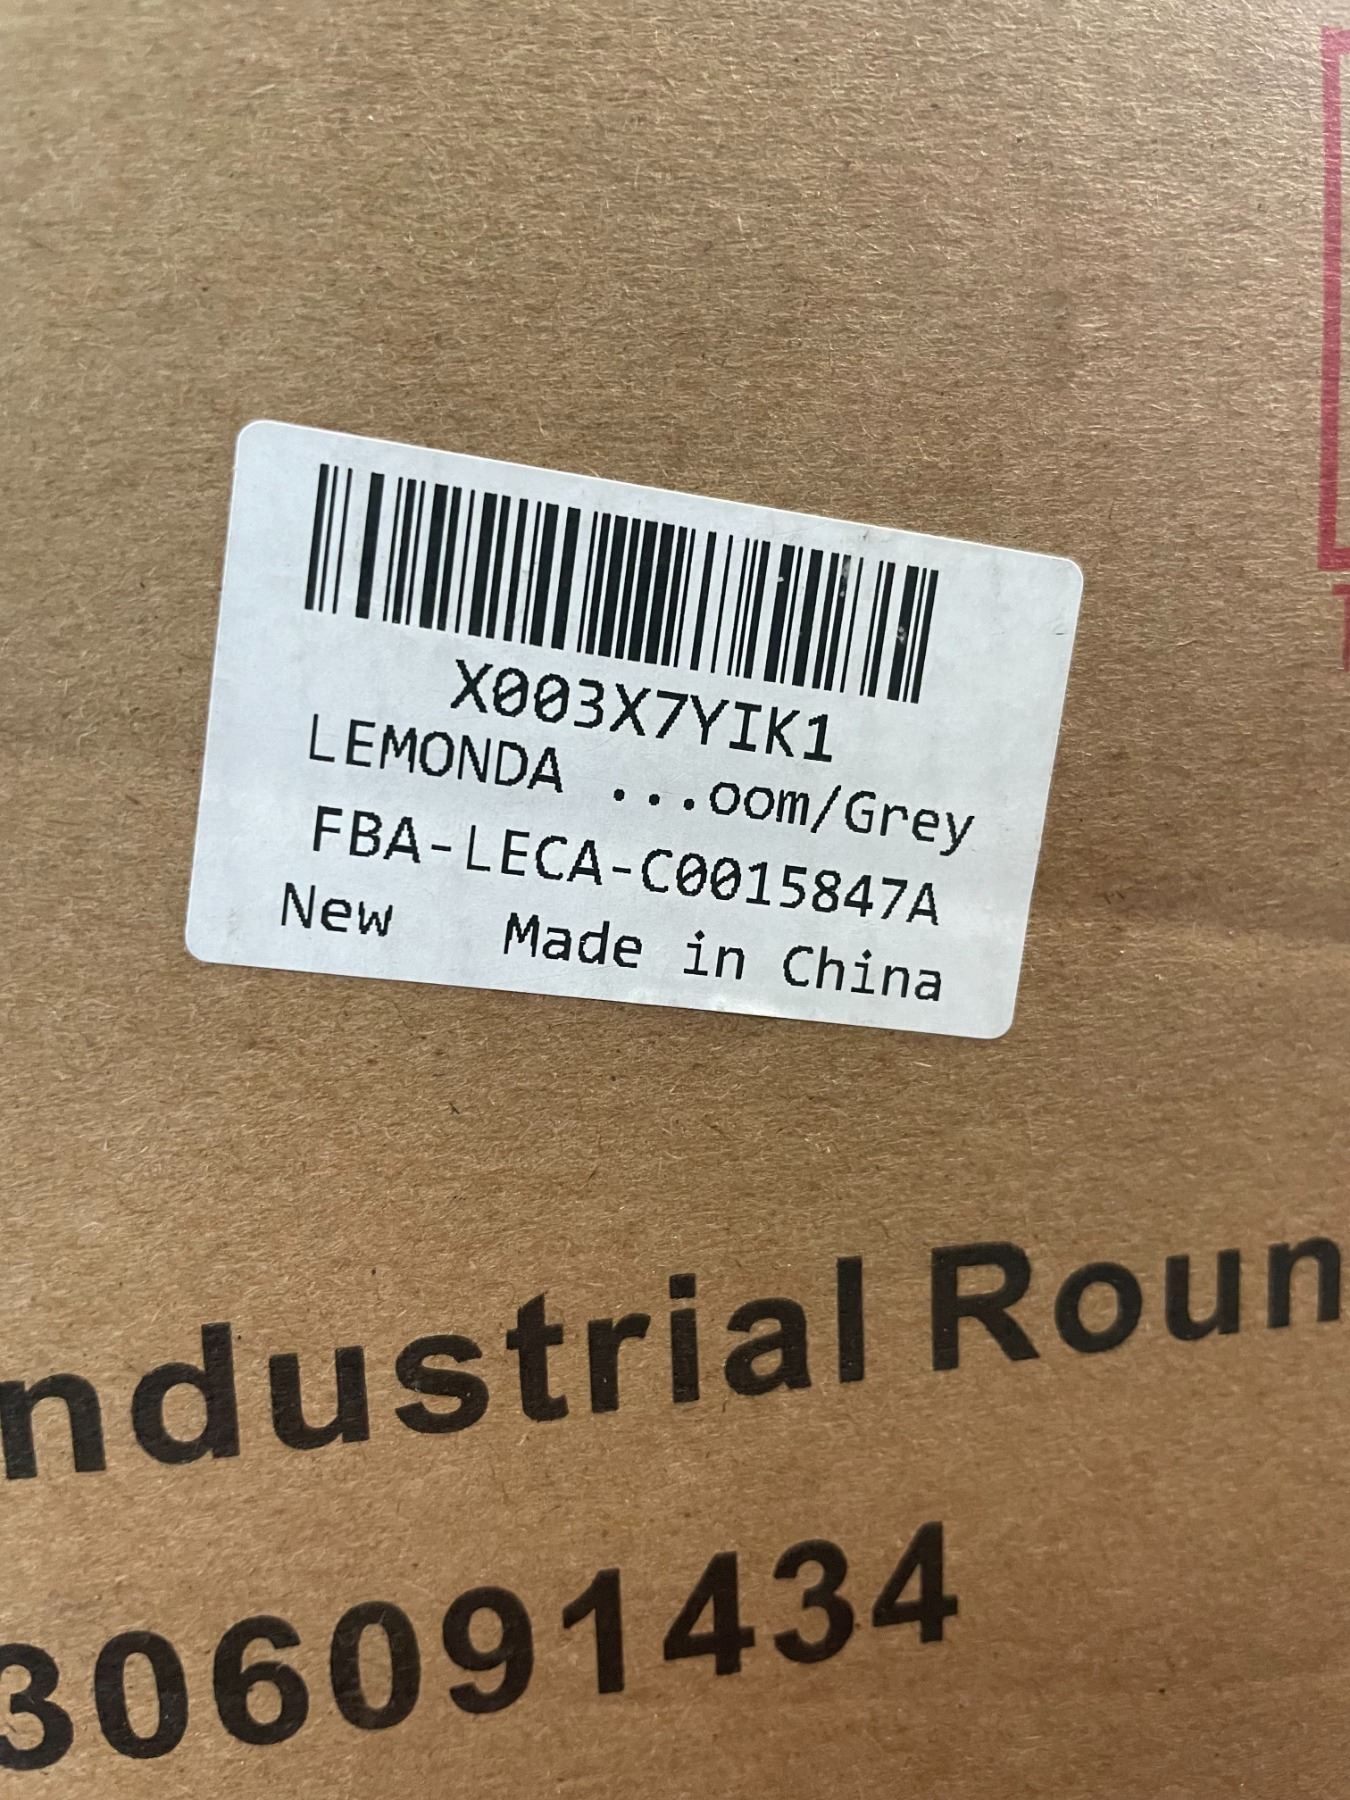 X003X7YIK1
LEMONDA ...oom/Grey
FBA-LECA-C0015847A
New Made in China
ndustrial Roun
306091434